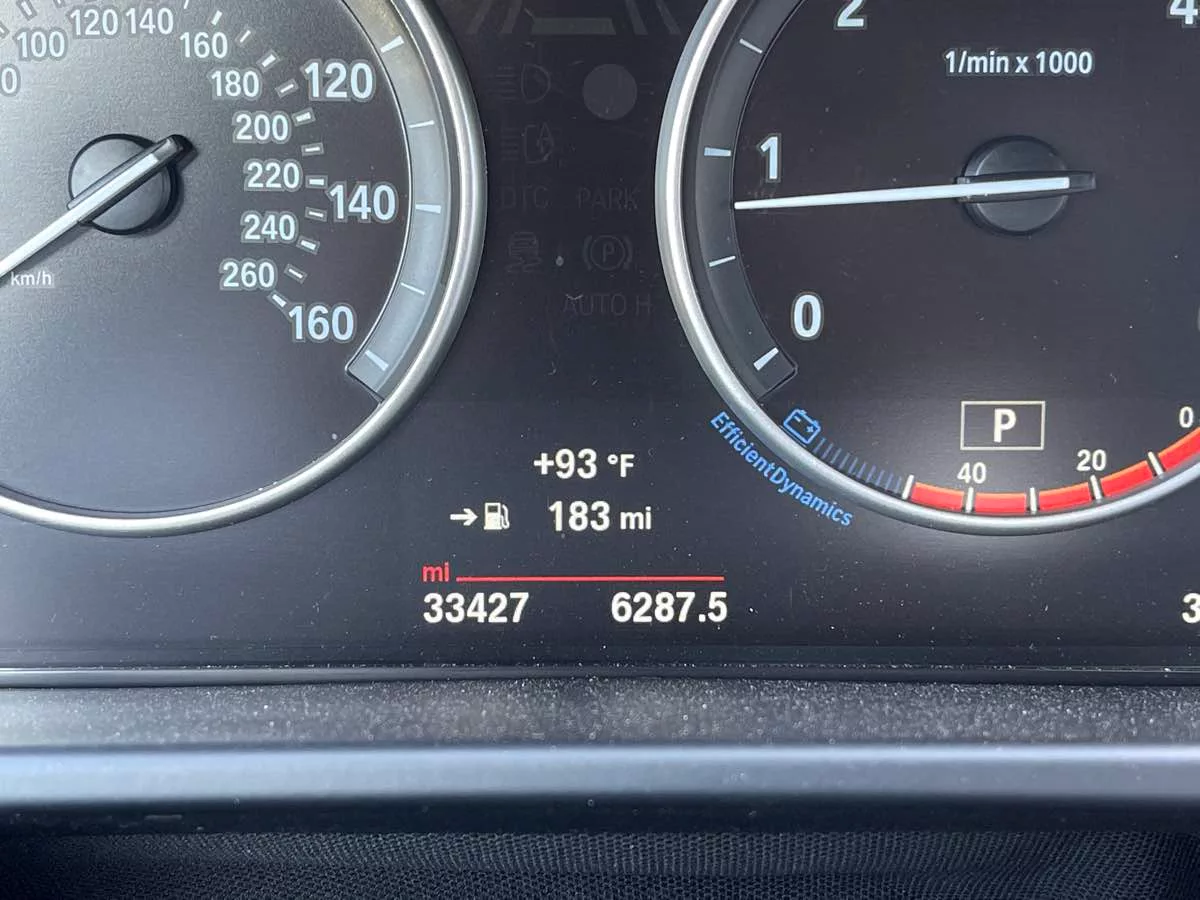 100 120 140 160
180 120
200
220 140
240
260 160
km/h
2 4
1/min x 1000
1
0
DTC PARK
P
AUTO H
P
EfficientDynamics
40 20 0
+93 °F
183 mi
mi
33427 6287.5